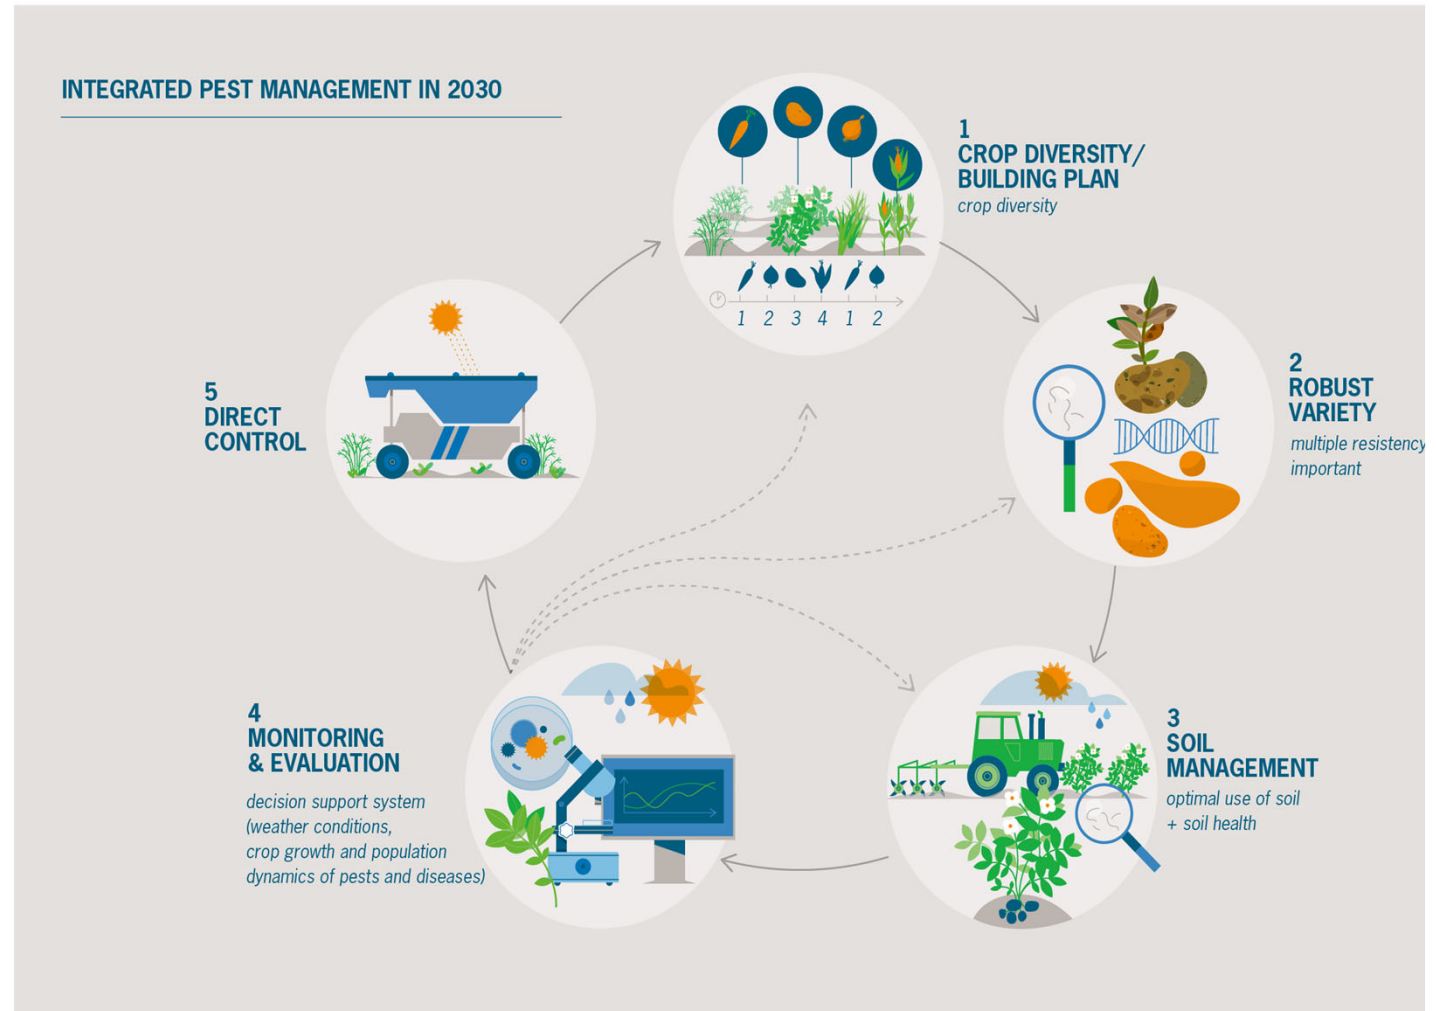 INTEGRATED PEST MANAGEMENT IN 2030
1
CROP DIVERSITY/
BUILDING PLAN
crop diversity
1 2 3 4 1 2
2
ROBUST
VARIETY
multiple resistency
important
3
SOIL
MANAGEMENT
optimal use of soil
+ soil health
4
MONITORING
& EVALUATION
decision support system
(weather conditions,
crop growth and population
dynamics of pests and diseases)
5
DIRECT
CONTROL